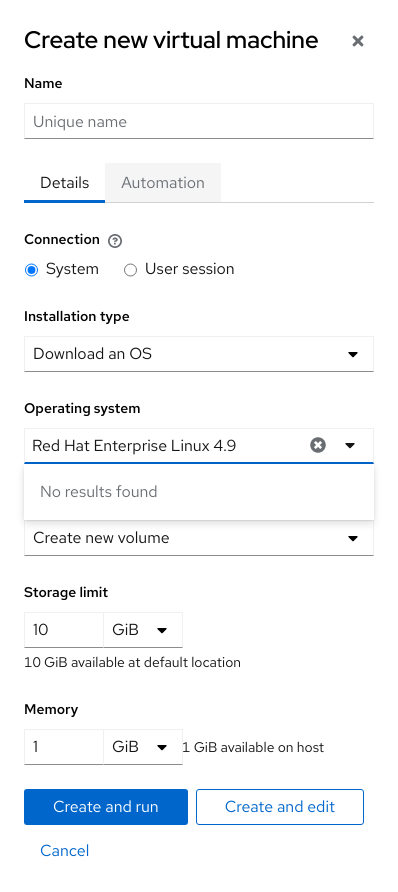 Create new virtual machine
Name
Unique name
Details Automation
Connection
System User session
Installation type
Download an OS
Operating system
Red Hat Enterprise Linux 4.9
No results found
Create new volume
Storage limit
10 GiB
10 GiB available at default location
Memory
1 GiB 1 GiB available on host
Create and run Create and edit
Cancel